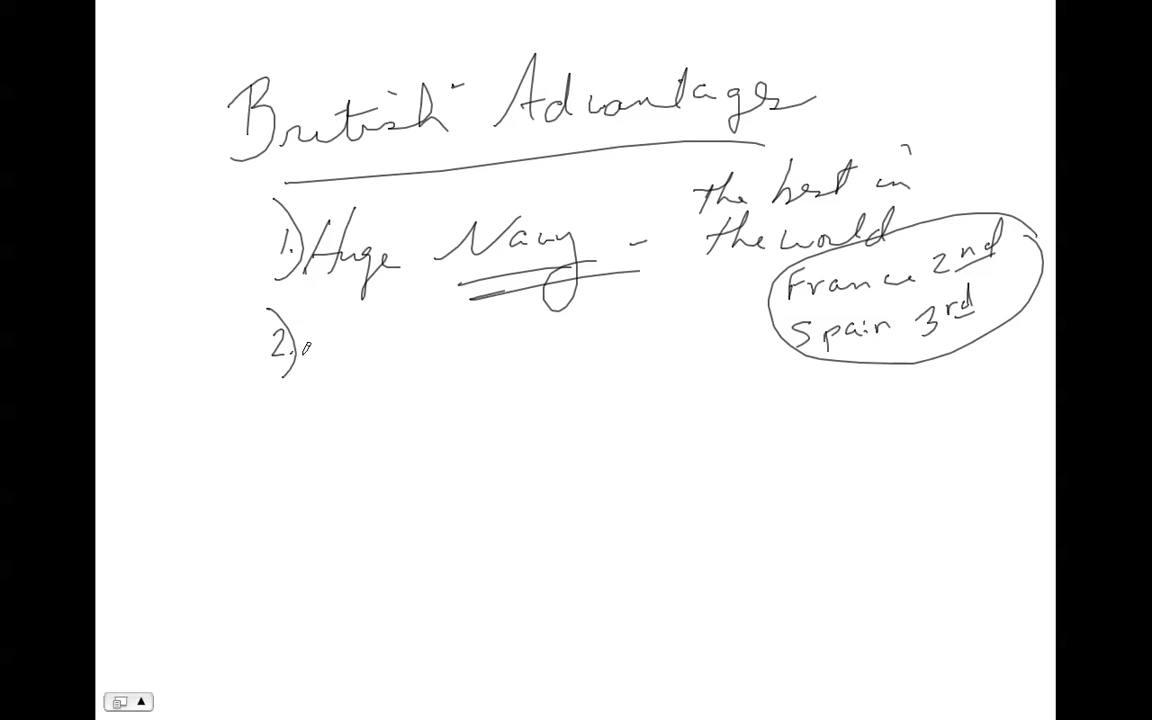 British Advantages
1.) Huge Navy - the best in
the world
France 2nd
Spain 3rd
2.)